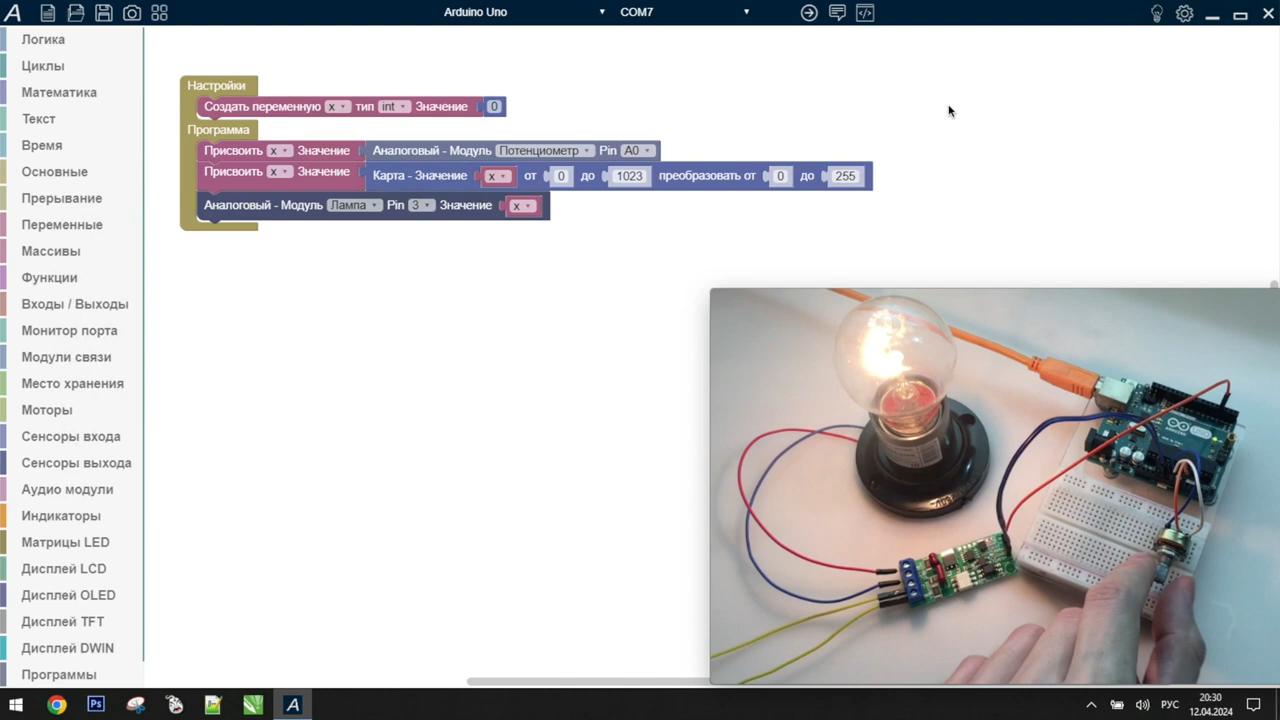 Arduino Uno
COM7
Логика
Циклы
Математика
Текст
Время
Основные
Прерывание
Переменные
Массивы
Функции
Входы / Выходы
Монитор порта
Модули связи
Место хранения
Моторы
Сенсоры входа
Сенсоры выхода
Аудио модули
Индикаторы
Матрицы LED
Дисплей LCD
Дисплей OLED
Дисплей TFT
Дисплей DWIN
Программы
Настройки
Создать переменную x тип int Значение 0
Программа
Присвоить x Значение Аналоговый - Модуль Потенциометр Pin A0
Присвоить x Значение Карта - Значение x от 0 до 1023 преобразовать от 0 до 255
Аналоговый - Модуль Лампа Pin 3 Значение x
РУС
20:30
12.04.2024